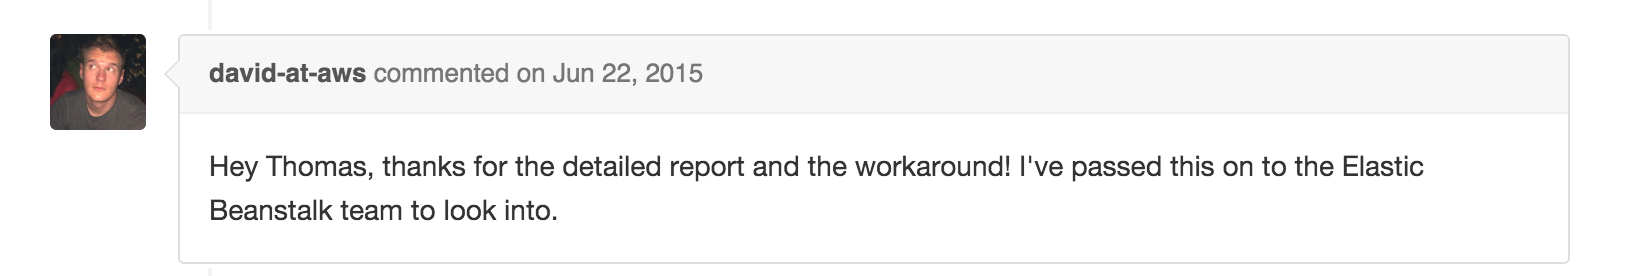 david-at-aws commented on Jun 22, 2015
Hey Thomas, thanks for the detailed report and the workaround! I've passed this on to the Elastic
Beanstalk team to look into.